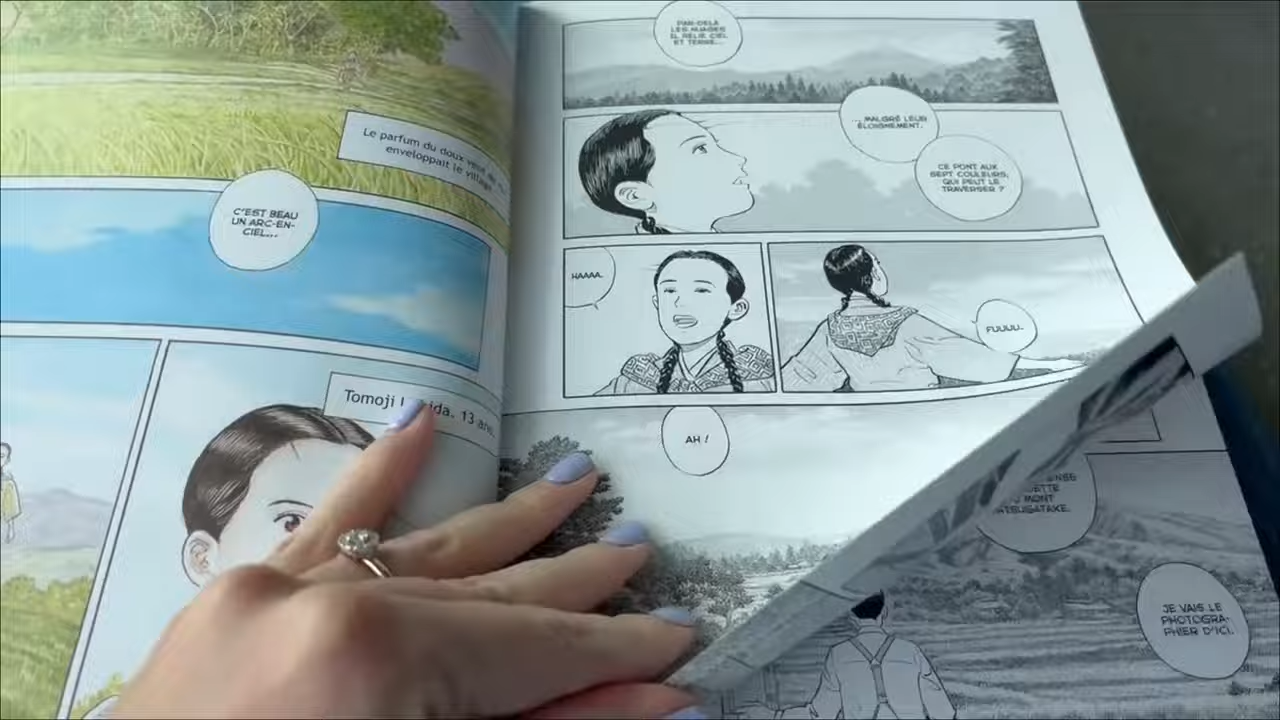 Le parfum du doux
enveloppait le village
C'EST BEAU
UN ARC-EN-
CIEL...
Tomoji
13 ans.
PAR-DELÀ
LES NUAGES
IL RELIE CIEL
ET TERRE...
... MALGRÉ LEUR
ÉLOIGNEMENT.
CE PONT AUX
SEPT COULEURS,
QUI PEUT LE
TRAVERSER ?
HAAAA..
FUUUU..
AH !
MONT
JE VAIS LE
PHOTOGRA-
PHIER D'ICI.